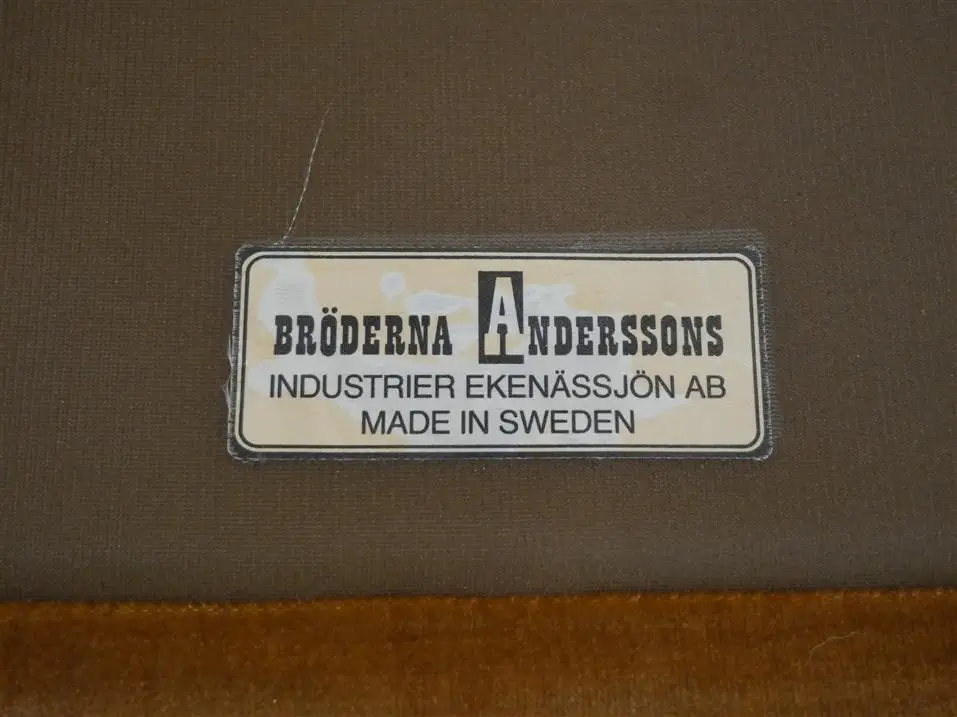 BRÖDERNA ANDERSSONS
INDUSTRIER EKENÄSSJÖN AB
MADE IN SWEDEN